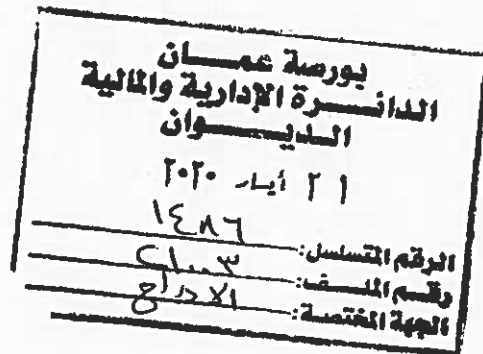 بورصة عمان
الدائرة الإدارية والمالية
الديوان
٢١ أيار ٢٠٢٠
الرقم المتسلسل: ١٤٨٦
رقم الملف:
الجهة المختصة: الادراج